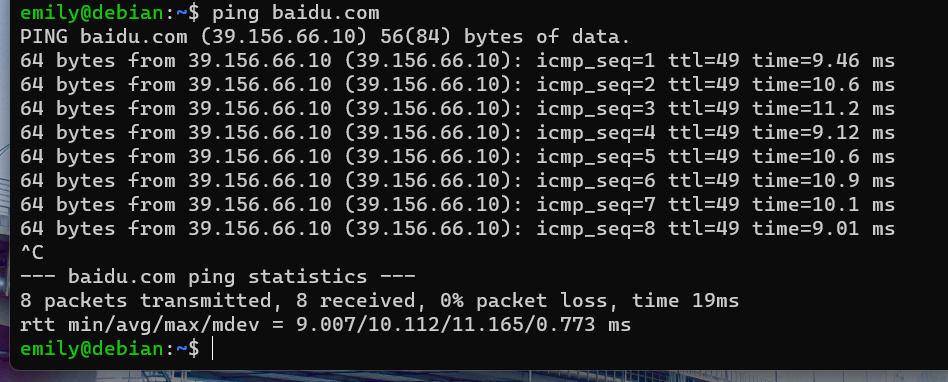 emily@debian:~$ ping baidu.com
PING baidu.com (39.156.66.10) 56(84) bytes of data.
64 bytes from 39.156.66.10 (39.156.66.10): icmp_seq=1 ttl=49 time=9.46 ms
64 bytes from 39.156.66.10 (39.156.66.10): icmp_seq=2 ttl=49 time=10.6 ms
64 bytes from 39.156.66.10 (39.156.66.10): icmp_seq=3 ttl=49 time=11.2 ms
64 bytes from 39.156.66.10 (39.156.66.10): icmp_seq=4 ttl=49 time=9.12 ms
64 bytes from 39.156.66.10 (39.156.66.10): icmp_seq=5 ttl=49 time=10.6 ms
64 bytes from 39.156.66.10 (39.156.66.10): icmp_seq=6 ttl=49 time=10.9 ms
64 bytes from 39.156.66.10 (39.156.66.10): icmp_seq=7 ttl=49 time=10.1 ms
64 bytes from 39.156.66.10 (39.156.66.10): icmp_seq=8 ttl=49 time=9.01 ms
^C
--- baidu.com ping statistics ---
8 packets transmitted, 8 received, 0% packet loss, time 19ms
rtt min/avg/max/mdev = 9.007/10.112/11.165/0.773 ms
emily@debian:~$